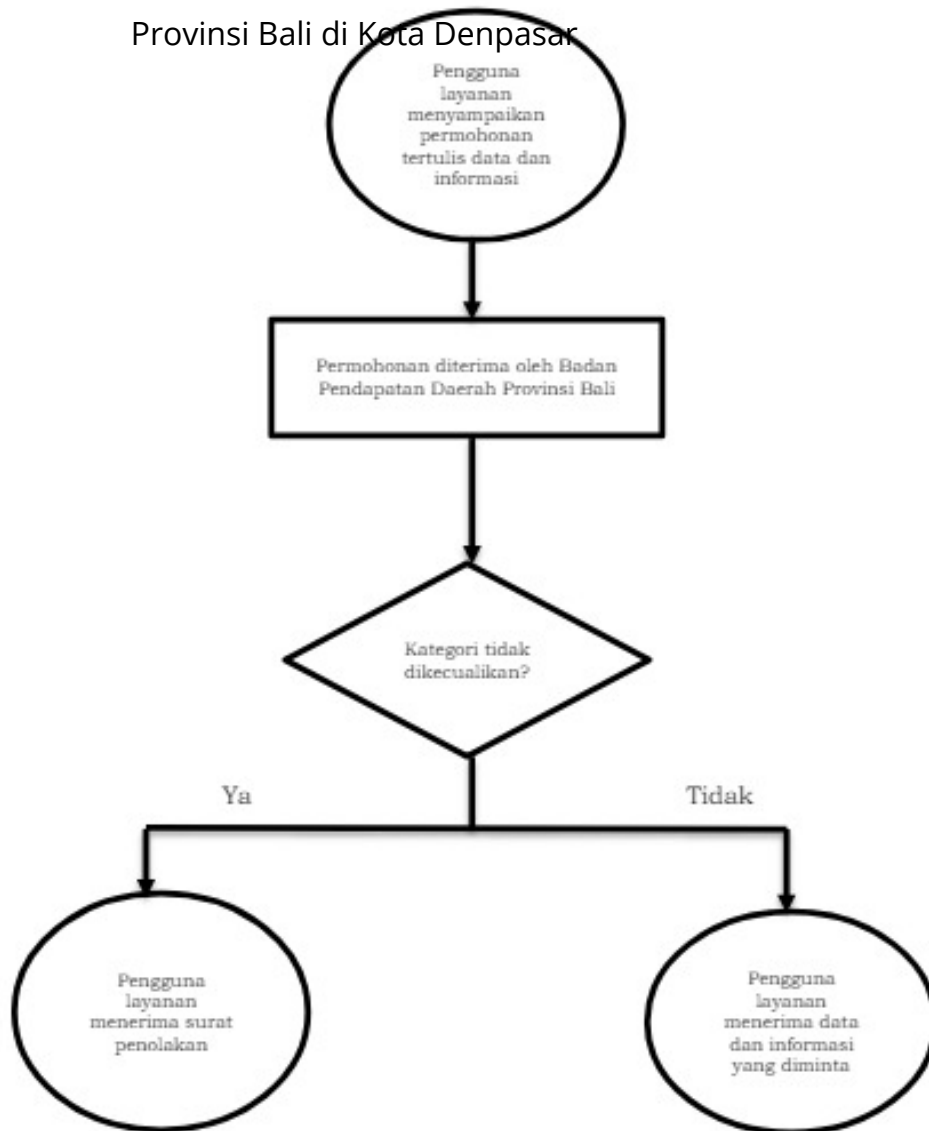 Provinsi Bali di Kota Denpasar
Pengguna
layanan
menyampaikan
permohonan
tertulis data dan
informasi
Permohonan diterima oleh Badan
Pendapatan Daerah Provinsi Bali
Kategori tidak
dikecualikan?
Ya
Tidak
Pengguna
layanan
menerima surat
penolakan
Pengguna
layanan
menerima data
dan informasi
yang diminta